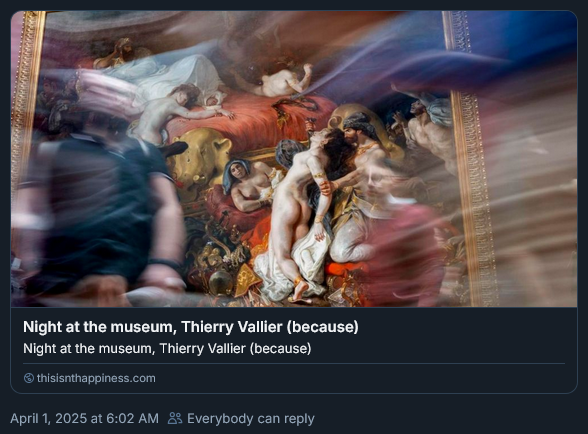 Night at the museum, Thierry Vallier (because)
Night at the museum, Thierry Vallier (because)
thisisnthappiness.com
April 1, 2025 at 6:02 AM Everybody can reply